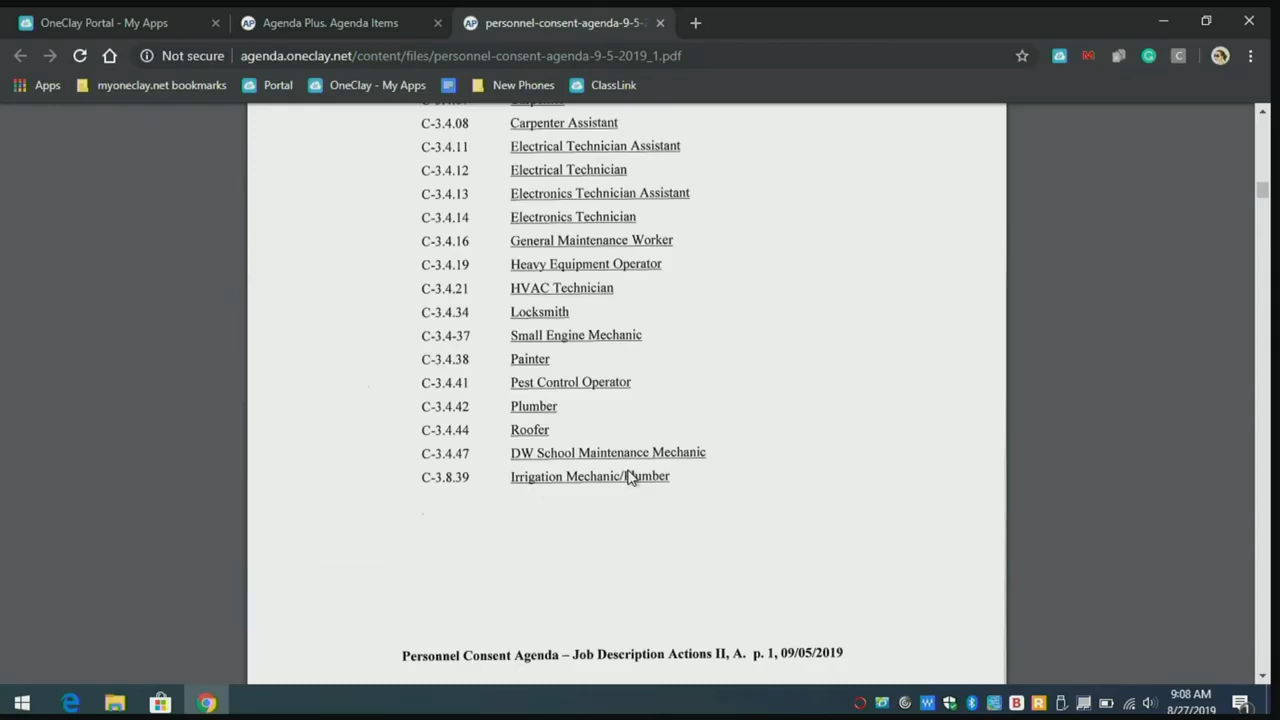 OneClay Portal - My Apps
Agenda Plus. Agenda Items
personnel-consent-agenda-9-5-
Not secure
agenda.oneclay.net/content/files/personnel-consent-agenda-9-5-2019_1.pdf
Apps
myoneclay.net bookmarks
Portal
OneClay - My Apps
New Phones
ClassLink
C-3.4.08 Carpenter Assistant
C-3.4.11 Electrical Technician Assistant
C-3.4.12 Electrical Technician
C-3.4.13 Electronics Technician Assistant
C-3.4.14 Electronics Technician
C-3.4.16 General Maintenance Worker
C-3.4.19 Heavy Equipment Operator
C-3.4.21 HVAC Technician
C-3.4.34 Locksmith
C-3.4-37 Small Engine Mechanic
C-3.4.38 Painter
C-3.4.41 Pest Control Operator
C-3.4.42 Plumber
C-3.4.44 Roofer
C-3.4.47 DW School Maintenance Mechanic
C-3.8.39 Irrigation Mechanic/Plumber
Personnel Consent Agenda – Job Description Actions II, A. p. 1, 09/05/2019
9:08 AM
8/27/2019